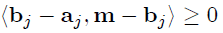 ⟨b_j − a_j, m − b_j⟩ ≥ 0